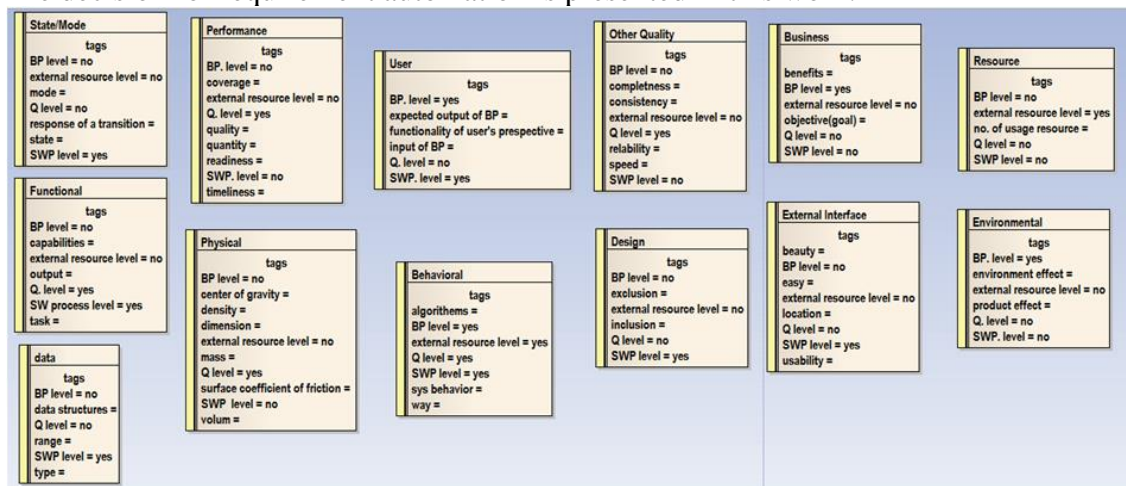 The decision for requirement automation is presented in this work.
State/Mode
tags
BP level = no
external resource level = no
mode =
Q level = no
response of a transition =
state =
SWP level = yes
Performance
tags
BP. level = no
coverage =
external resource level = no
Q. level = yes
quality =
quantity =
readiness =
SWP. level = no
timeliness =
User
tags
BP. level = yes
expected output of BP =
functionality of user's prespective =
input of BP =
Q. level = no
SWP. level = yes
Other Quality
tags
BP level = no
completness =
consistency =
external resource level = no
Q level = yes
relability =
speed =
SWP level = no
Business
tags
benefits =
BP level = yes
external resource level = no
objective(goal) =
Q level = no
SWP level = no
Resource
tags
BP level = no
external resource level = yes
no. of usage resource =
Q level = no
SWP level = no
Functional
tags
BP level = no
capabilities =
external resource level = no
output =
Q. level = yes
SW process level = yes
task =
Physical
tags
BP level = no
center of gravity =
density =
dimension =
external resource level = no
mass =
Q level = yes
surface coefficient of friction =
SWP level = no
volum =
Behavioral
tags
algorithems =
BP level = yes
external resource level = yes
Q level = yes
SWP level = yes
sys behavior =
way =
Design
tags
BP level = no
exclusion =
external resource level = no
inclusion =
Q level = no
SWP level = yes
External Interface
tags
beauty =
BP level = no
easy =
external resource level = no
location =
Q level = no
SWP level = yes
usability =
Environmental
tags
BP. level = yes
environment effect =
external resource level = no
product effect =
Q. level = no
SWP. level = no
data
tags
BP level = no
data structures =
Q level = no
range =
SWP level = yes
type =